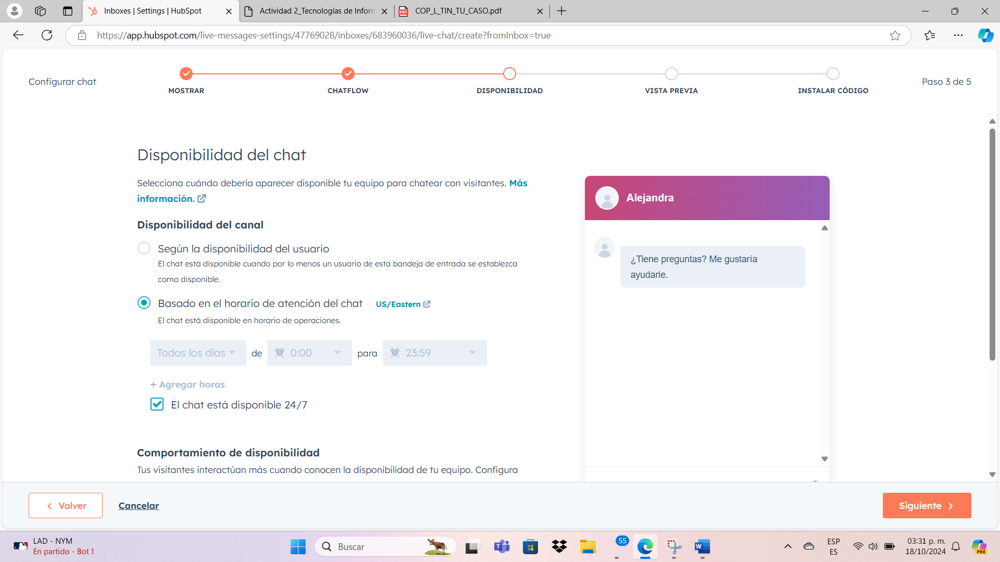 Inboxes | Settings | HubSpot
Actividad 2_Tecnologías de Inform
COP_L_TIN_TU_CASO.pdf
https://app.hubspot.com/live-messages-settings/47769028/inboxes/683960036/live-chat/create?fromInbox=true
Configurar chat
MOSTRAR
CHATFLOW
DISPONIBILIDAD
VISTA PREVIA
INSTALAR CÓDIGO
Paso 3 de 5
Disponibilidad del chat
Selecciona cuándo debería aparecer disponible tu equipo para chatear con visitantes. Más
información.
Disponibilidad del canal
Según la disponibilidad del usuario
El chat está disponible cuando por lo menos un usuario de esta bandeja de entrada se establezca
como disponible.
Basado en el horario de atención del chat US/Eastern
El chat está disponible en horario de operaciones.
Todos los días de 0:00 para 23:59
+ Agregar horas
El chat está disponible 24/7
Comportamiento de disponibilidad
Tus visitantes interactúan más cuando conocen la disponibilidad de tu equipo. Configura
Alejandra
¿Tiene preguntas? Me gustaría
ayudarle.
Volver
Cancelar
Siguiente
LAD - NYM
En partido - Bot 1
Buscar
55
ESP
ES
03:31 p. m.
18/10/2024
PRE